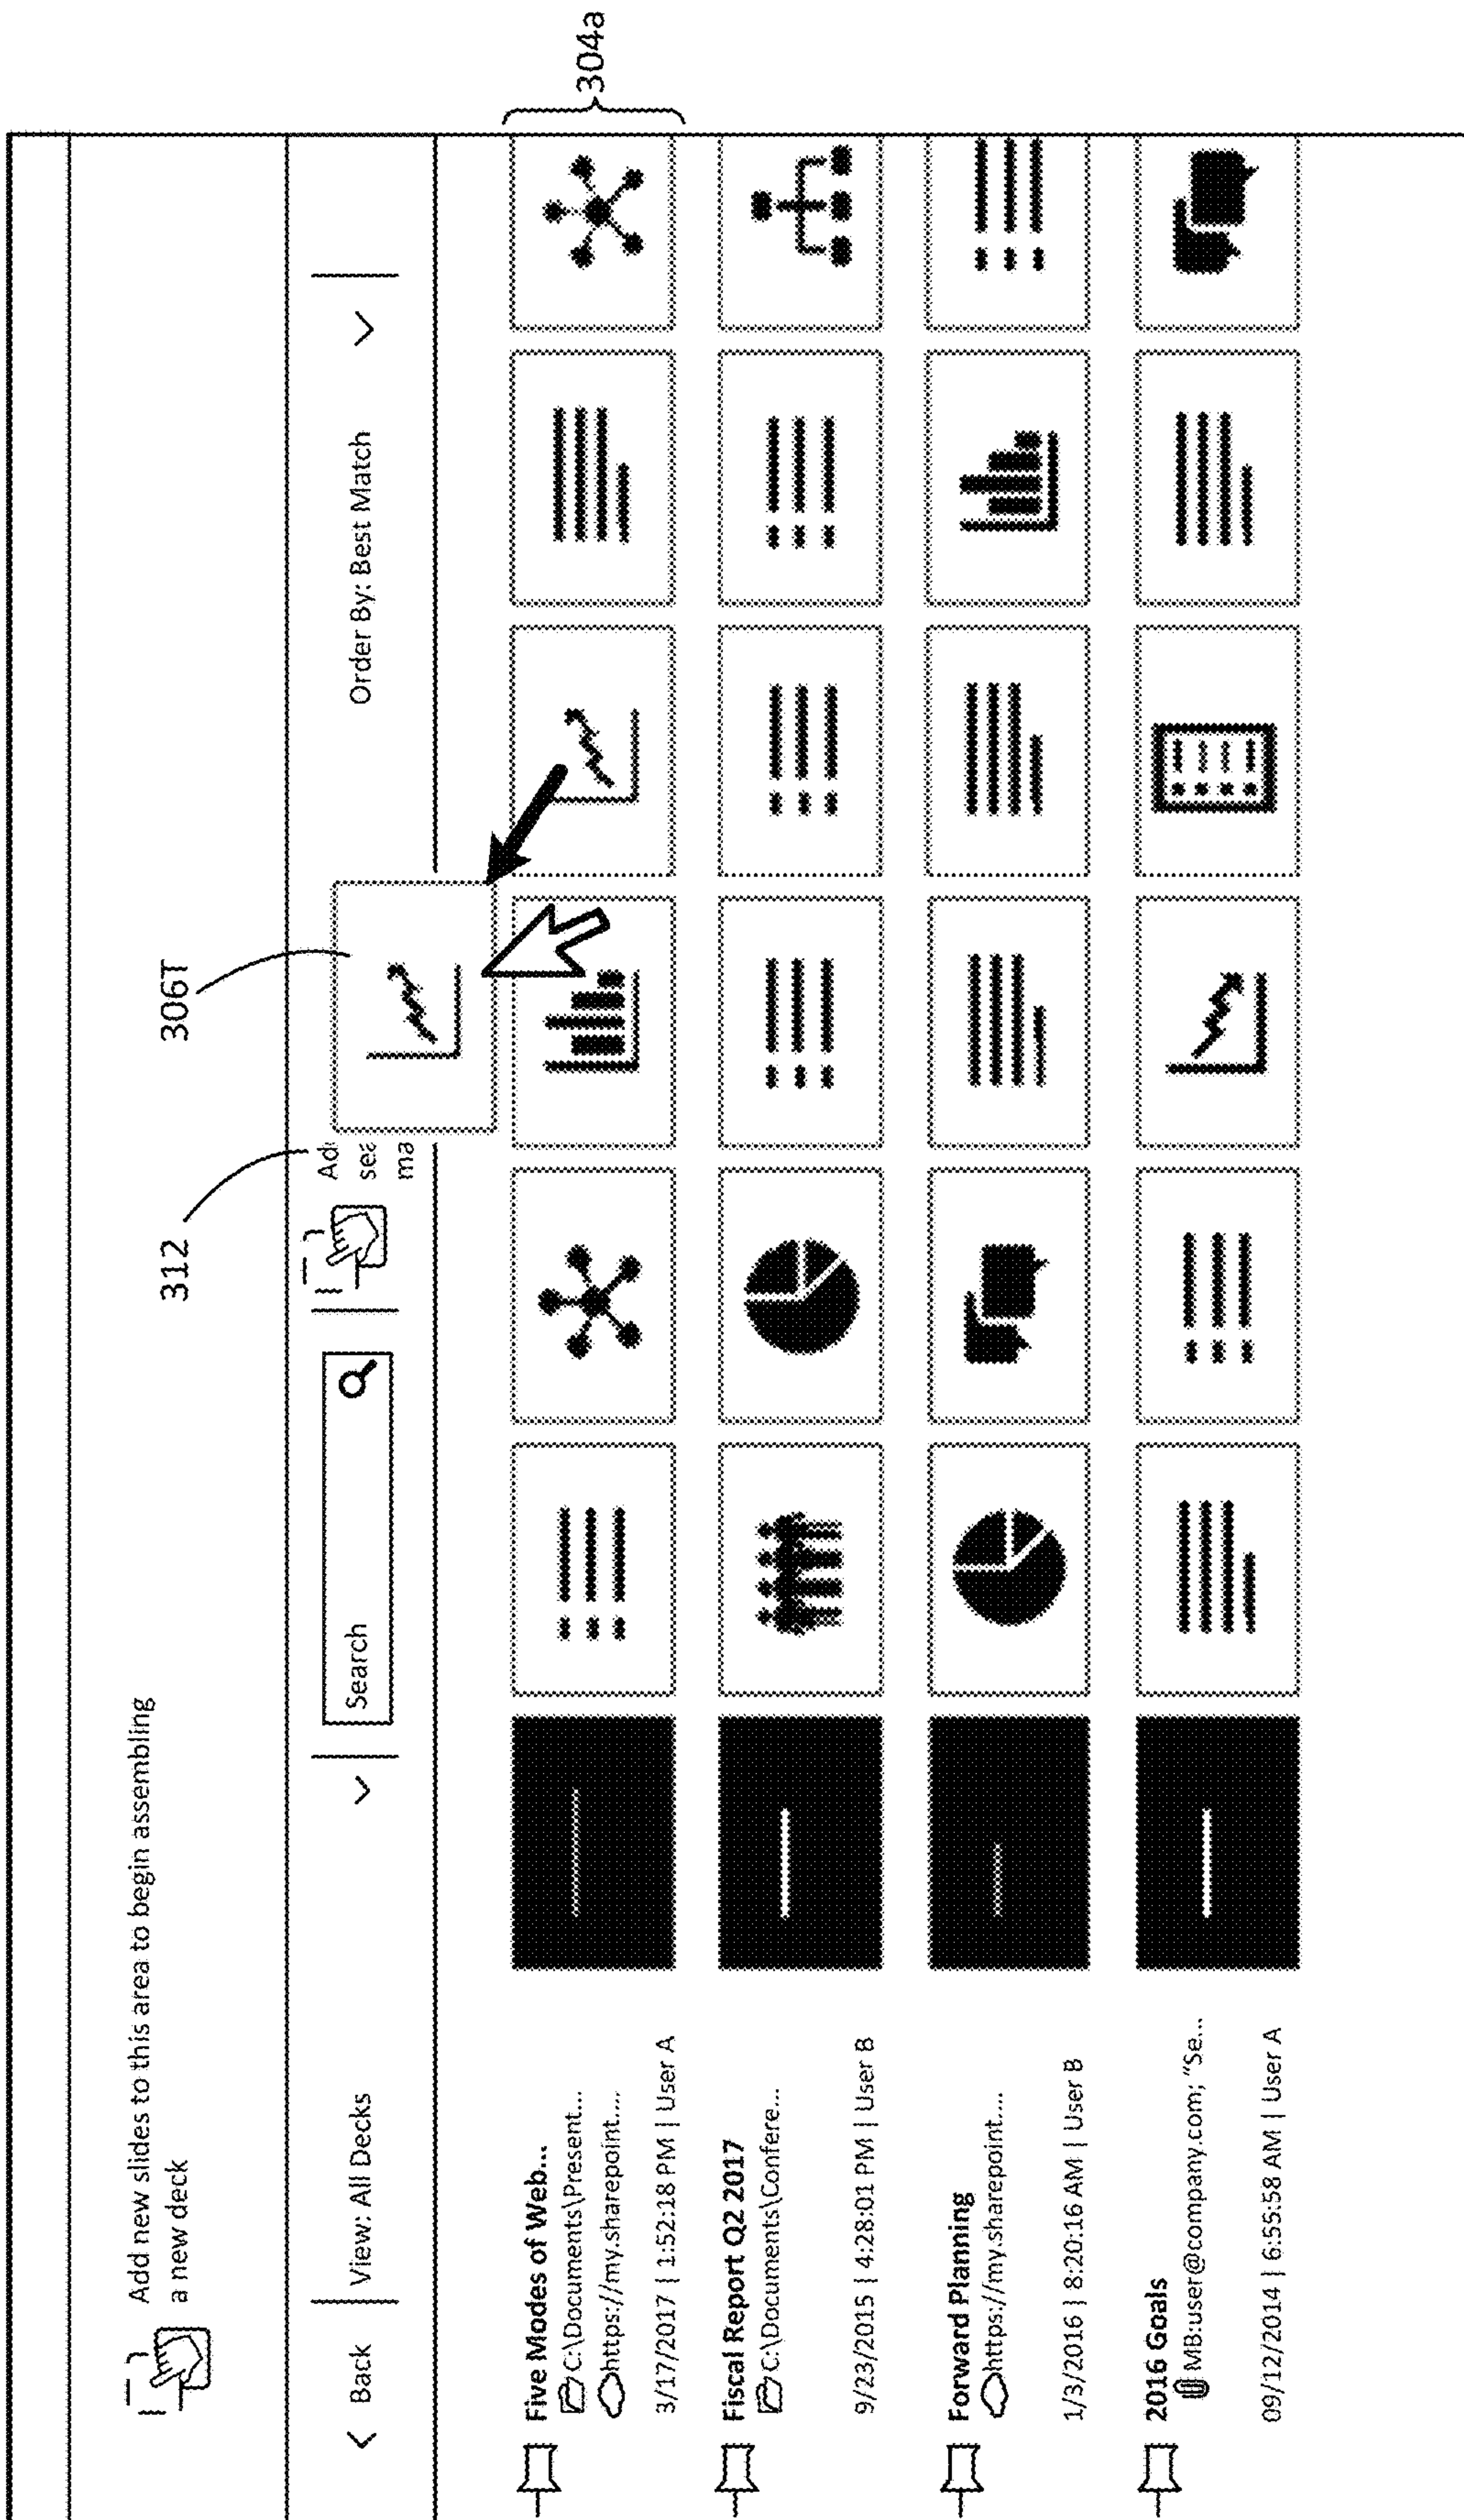 Add new slides to this area to begin assembling
a new deck
312
306T
Back
View: All Decks
Search
Ad
sea
ma
Order By: Best Match
304a
Five Modes of Web...
C:\Documents\Present...
https://my.sharepoint....
3/17/2017 | 1:52:18 PM | User A
Fiscal Report Q2 2017
C:\Documents\Confere...
9/23/2015 | 4:28:01 PM | User B
Forward Planning
https://my.sharepoint....
1/3/2016 | 8:20:16 AM | User B
2016 Goals
MB:user@company.com; "Se...
09/12/2014 | 6:55:58 AM | User A